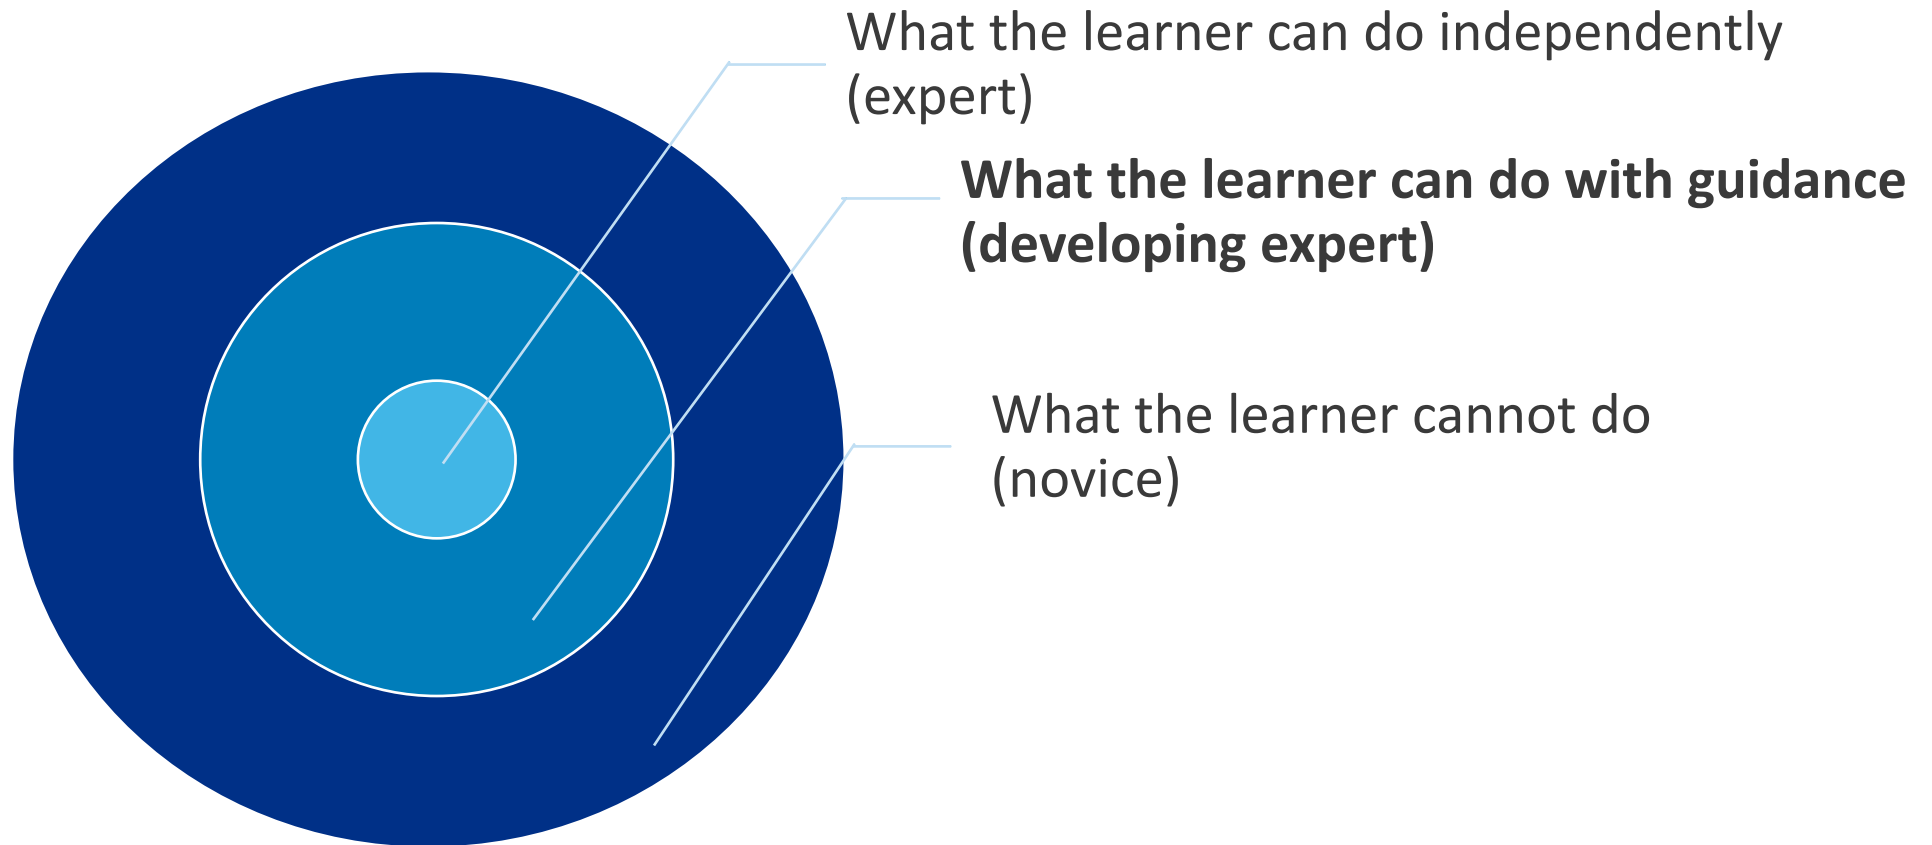 What the learner can do independently
(expert)
What the learner can do with guidance
(developing expert)
What the learner cannot do
(novice)